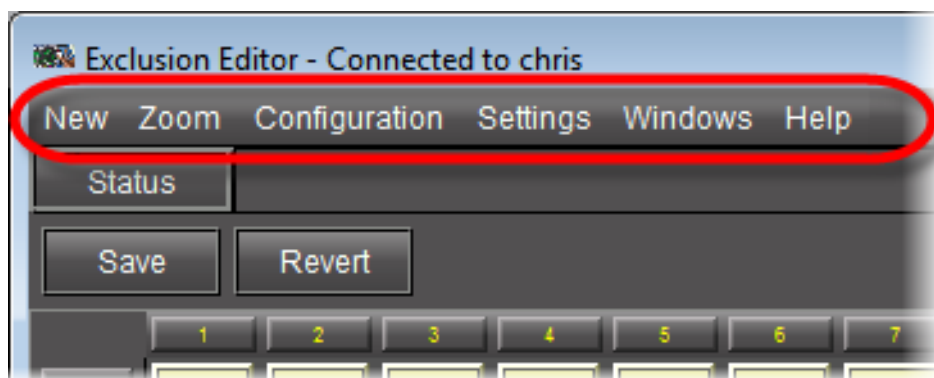 Exclusion Editor - Connected to chris
New Zoom Configuration Settings Windows Help
Status
Save Revert
1 2 3 4 5 6 7